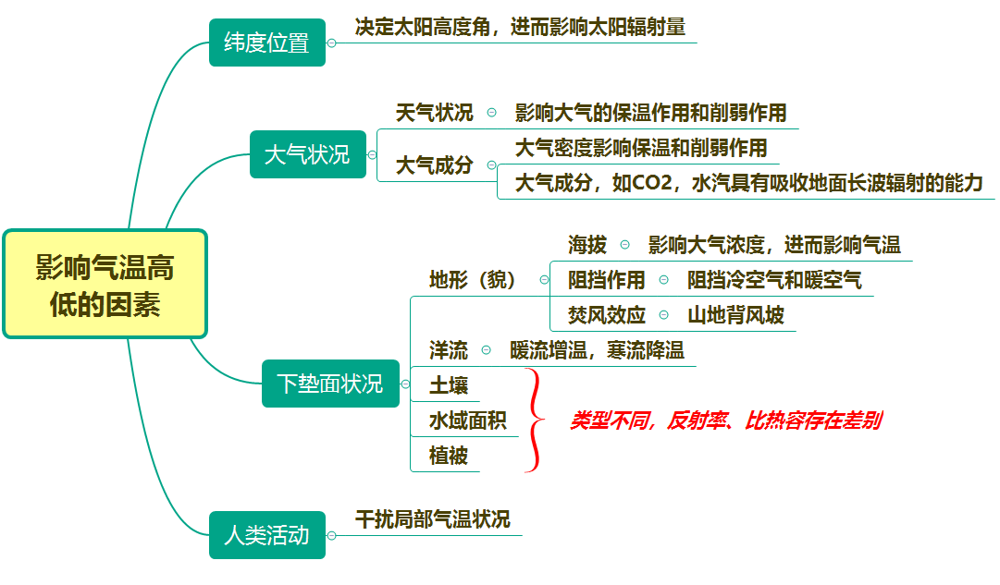 影响气温高
低的因素
纬度位置
决定太阳高度角，进而影响太阳辐射量
大气状况
天气状况
影响大气的保温作用和削弱作用
大气成分
大气密度影响保温和削弱作用
大气成分，如CO2，水汽具有吸收地面长波辐射的能力
下垫面状况
地形（貌）
海拔
影响大气浓度，进而影响气温
阻挡作用
阻挡冷空气和暖空气
焚风效应
山地背风坡
洋流
暖流增温，寒流降温
土壤
水域面积
植被
类型不同，反射率、比热容存在差别
人类活动
干扰局部气温状况